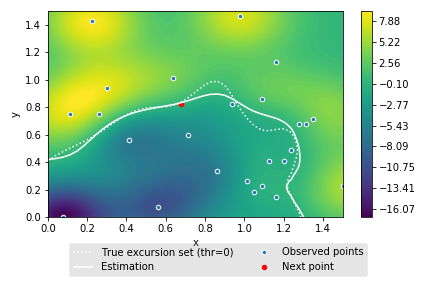 y
1.4
1.2
1.0
0.8
0.6
0.4
0.2
0.0
0.0 0.2 0.4 0.6 0.8 1.0 1.2 1.4
x
7.88
5.22
2.56
−0.10
−2.77
−5.43
−8.09
−10.75
−13.41
−16.07
True excursion set (thr=0)
Estimation
Observed points
Next point